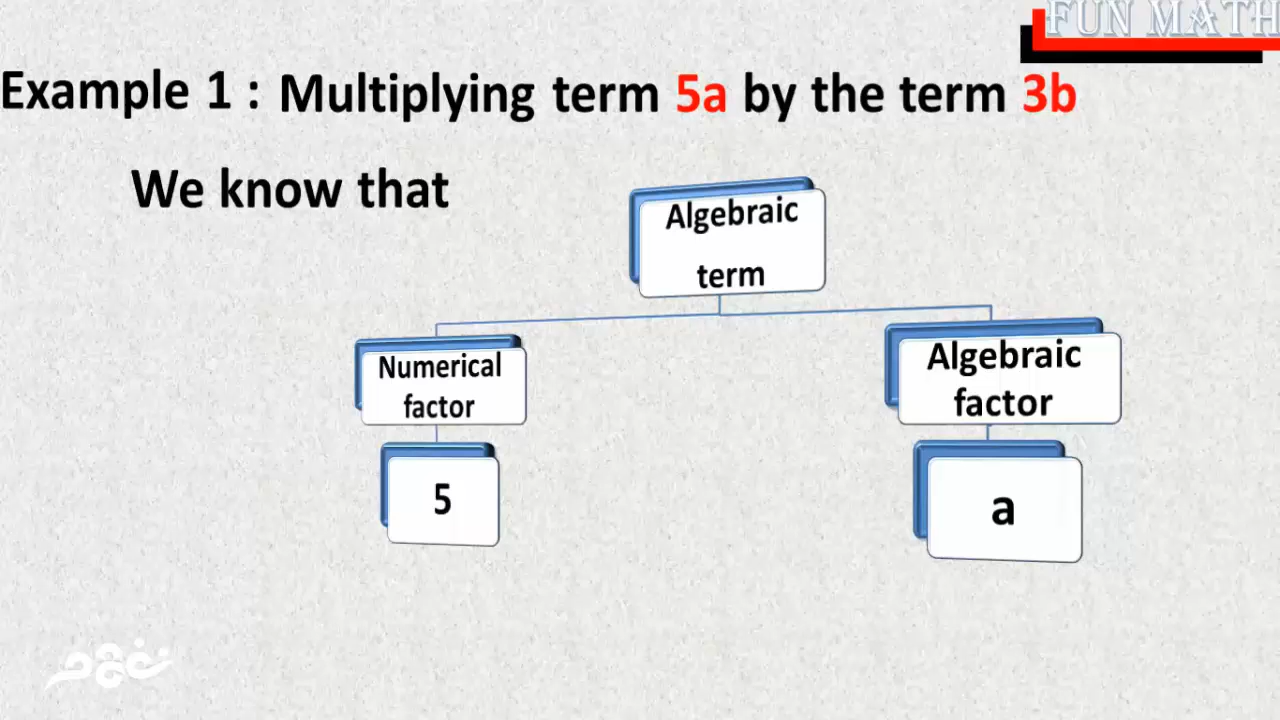 FUN MATH
Example 1 : Multiplying term 5a by the term 3b
We know that
Algebraic
term
Numerical
factor
Algebraic
factor
5
a
نفهم